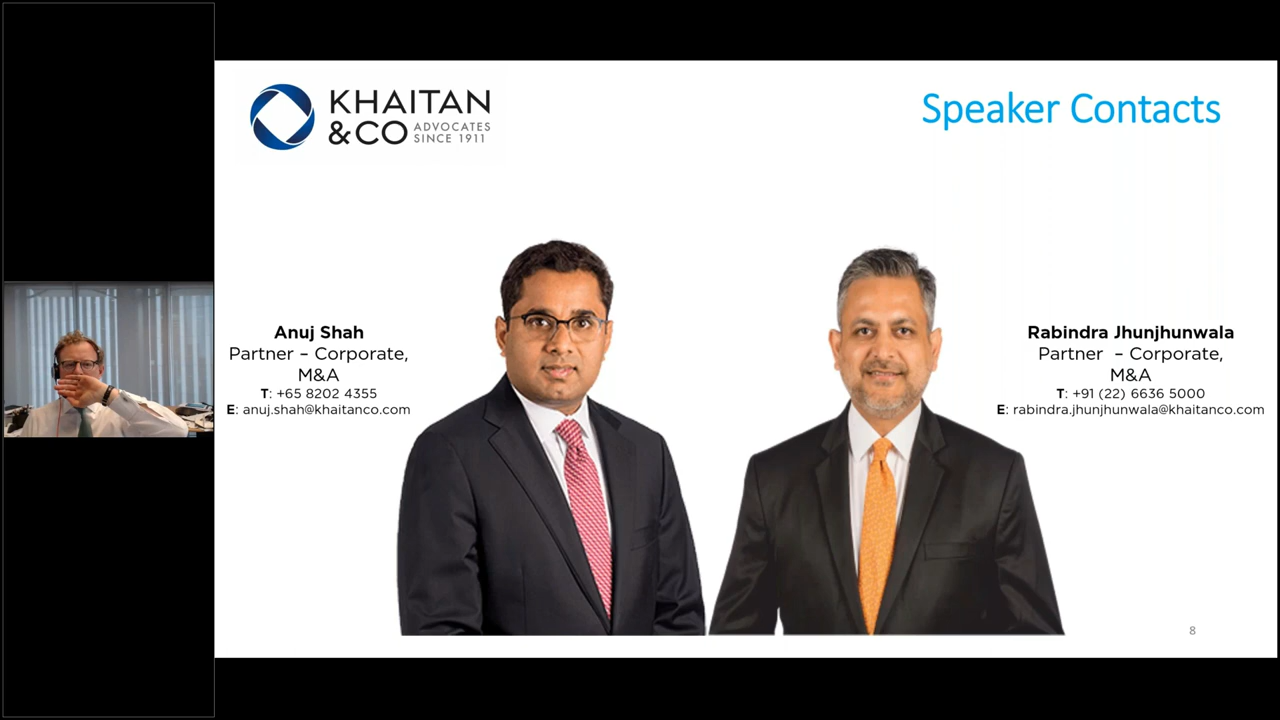 KHAITAN
&CO ADVOCATES
SINCE 1911
Speaker Contacts
Anuj Shah
Partner – Corporate,
M&A
T: +65 8202 4355
E: anuj.shah@khaitanco.com
Rabindra Jhunjhunwala
Partner – Corporate,
M&A
T: +91 (22) 6636 5000
E: rabindra.jhunjhunwala@khaitanco.com
8